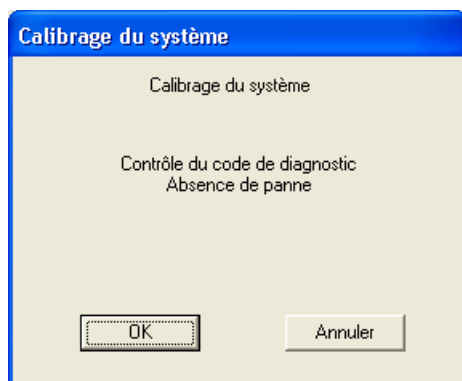 Calibrage du système
Calibrage du système
Contrôle du code de diagnostic
Absence de panne
OK
Annuler